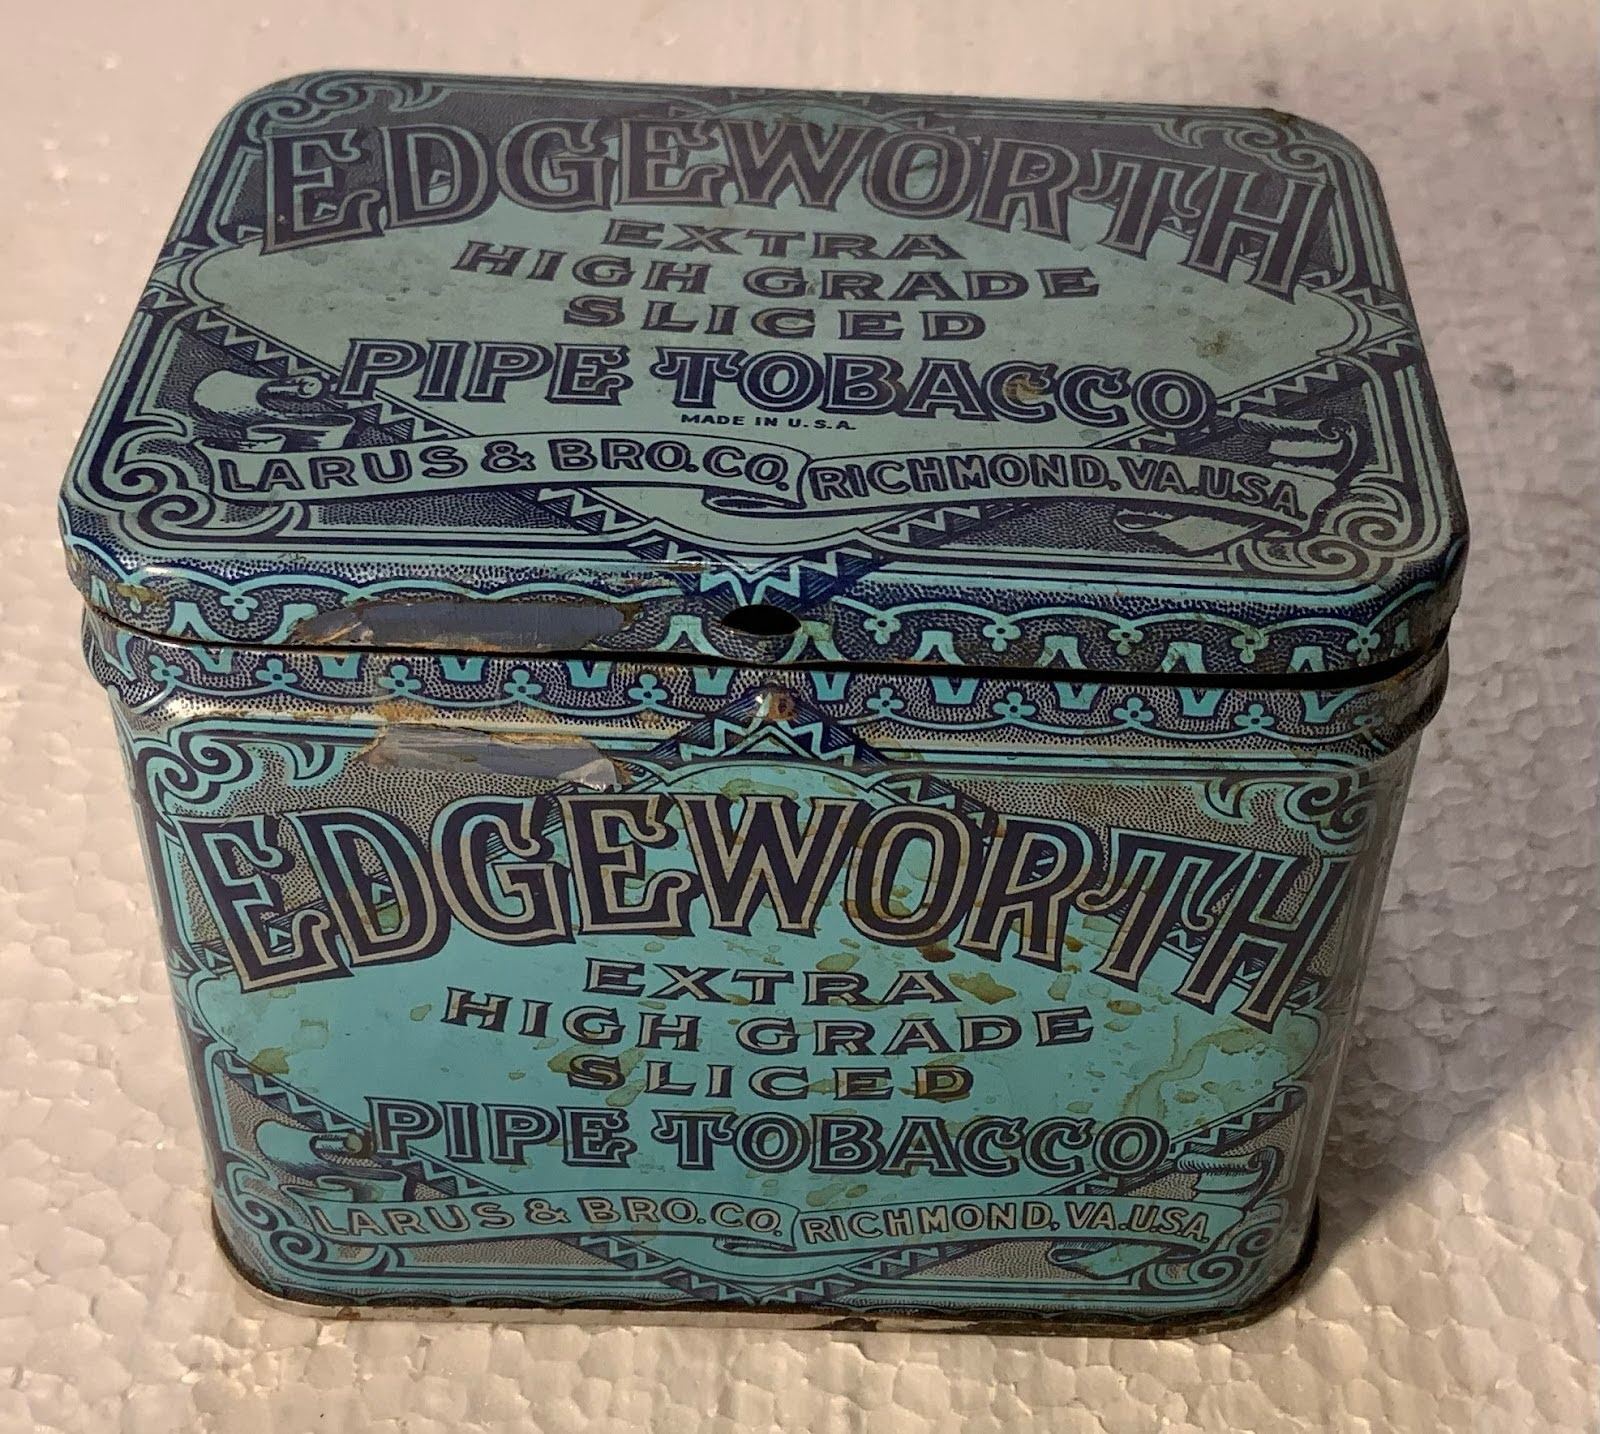 EDGEWORTH
EXTRA
HIGH GRADE
SLICED
PIPE TOBACCO
MADE IN U.S.A.
LARUS & BRO. CO. RICHMOND, VA. U.S.A.
EDGEWORTH
EXTRA
HIGH GRADE
SLICED
PIPE TOBACCO
LARUS & BRO. CO. RICHMOND, VA. U.S.A.